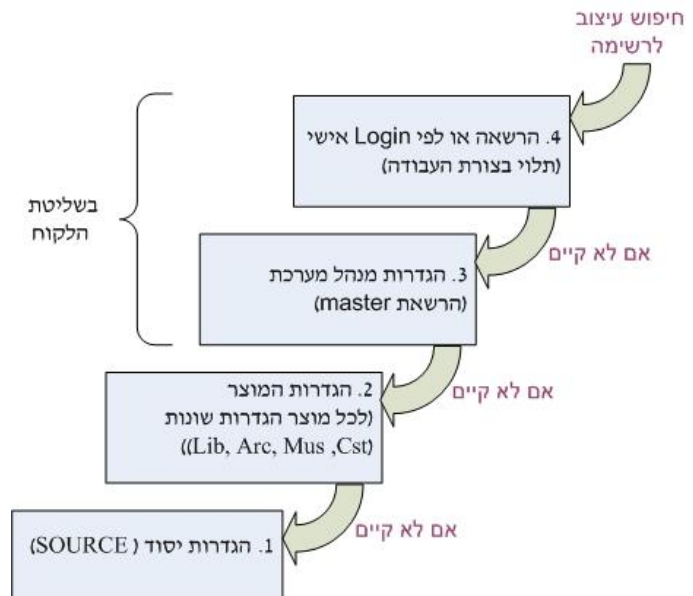 חיפוש עיצוב
לרשימה
4. הרשאה או לפי Login אישי
(תלוי בצורת העבודה)
בשליטת
הלקוח
אם לא קיים
3. הגדרות מנהל מערכת
(הרשאת master)
אם לא קיים
2. הגדרות המוצר
(לכל מוצר הגדרות שונות
((Lib, Arc, Mus ,Cst)
אם לא קיים
1. הגדרות יסוד ( SOURCE)